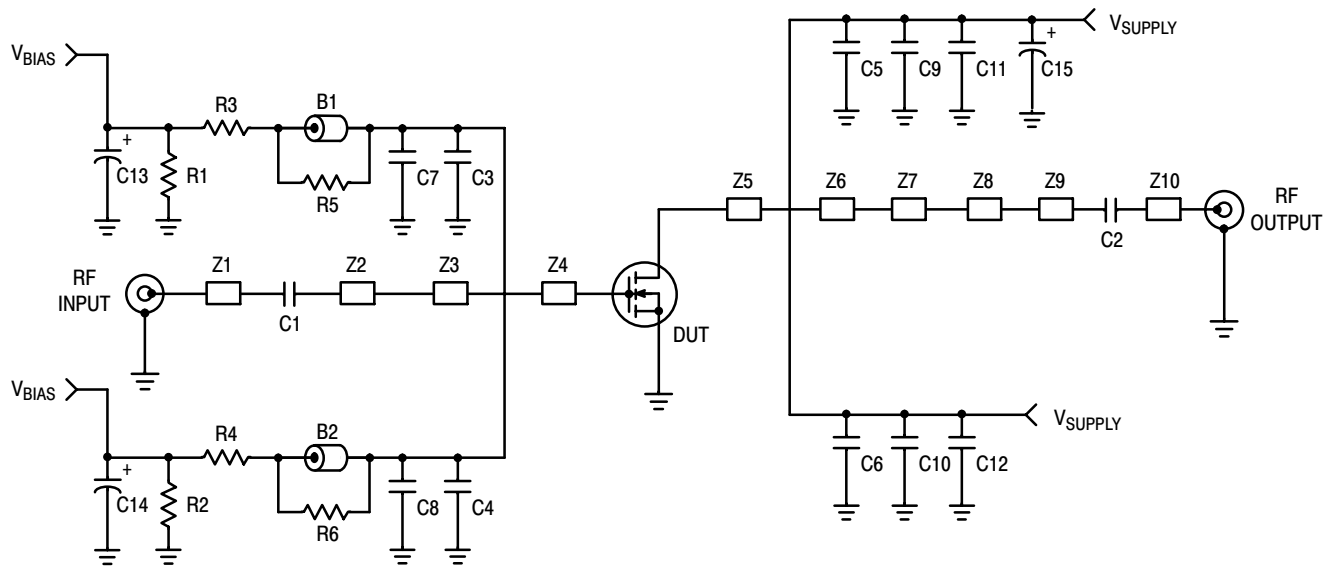 VBIAS
R3
B1
C13
+
R1
R5
C7
C3
RF
INPUT
Z1
C1
Z2
Z3
Z4
DUT
VBIAS
R4
B2
C14
+
R2
R6
C8
C4
VSUPPLY
C5
C9
C11
+
C15
Z5
Z6
Z7
Z8
Z9
C2
Z10
RF
OUTPUT
VSUPPLY
C6
C10
C12